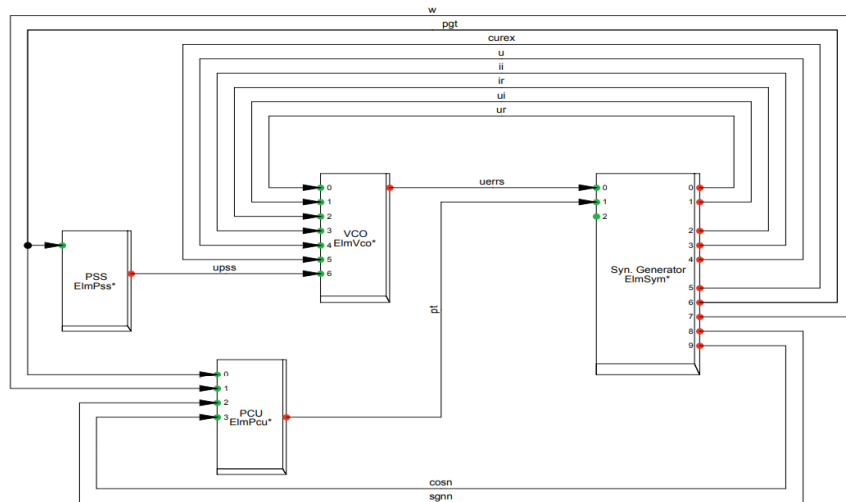 w
pgt
curex
u
ii
ir
ui
ur
0
1
2
3
4
5
6
VCO
ElmVco*
uerrs
0
1
2
Syn. Generator
ElmSym*
0
1
2
3
4
5
6
7
8
9
PSS
ElmPss*
upss
pt
0
1
2
3
PCU
ElmPcu*
cosn
sgnn